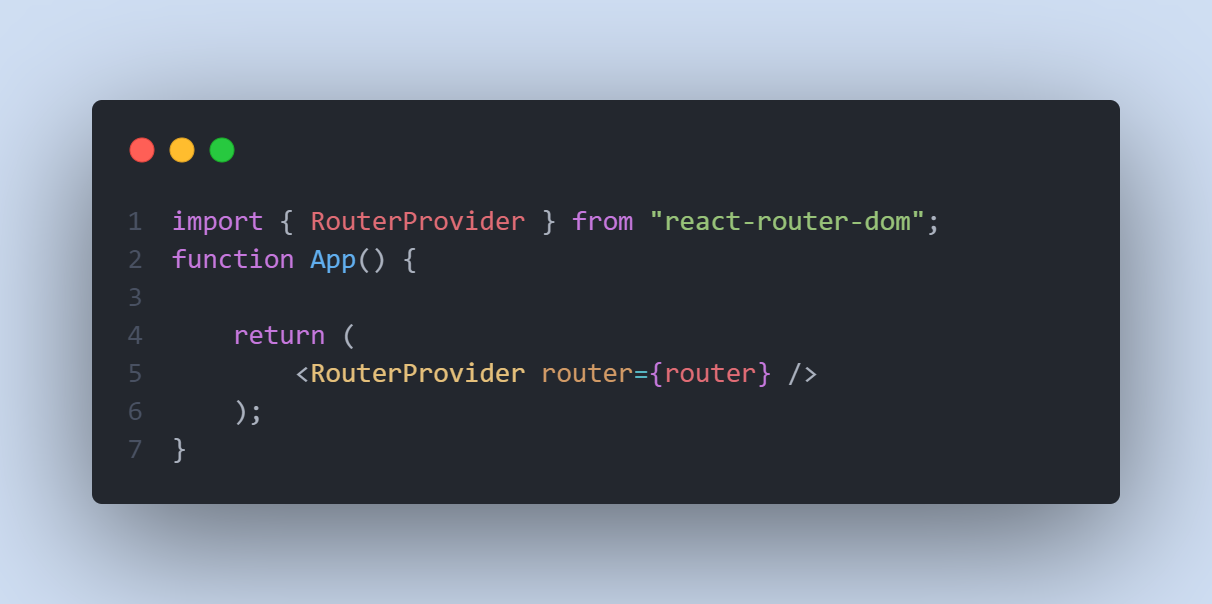 1 import { RouterProvider } from "react-router-dom";
2 function App() {
3
4     return (
5         <RouterProvider router={router} />
6     );
7 }